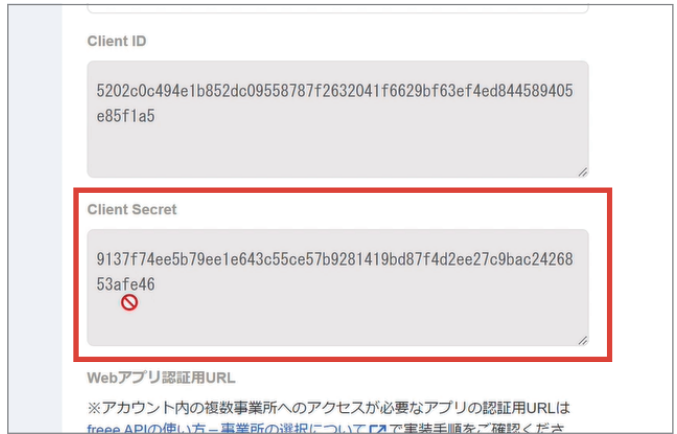 Client ID
5202c0c494e1b852dc09558787f2632041f6629bf63ef4ed844589405
e85f1a5
Client Secret
9137f74ee5b79ee1e643c55ce57b9281419bd87f4d2ee27c9bac24268
53afe46
Webアプリ認証用URL
※アカウント内の複数事業所へのアクセスが必要なアプリの認証用URLは
freee APIの使い方 – 事業所の選択について で実装手順をご確認くださ